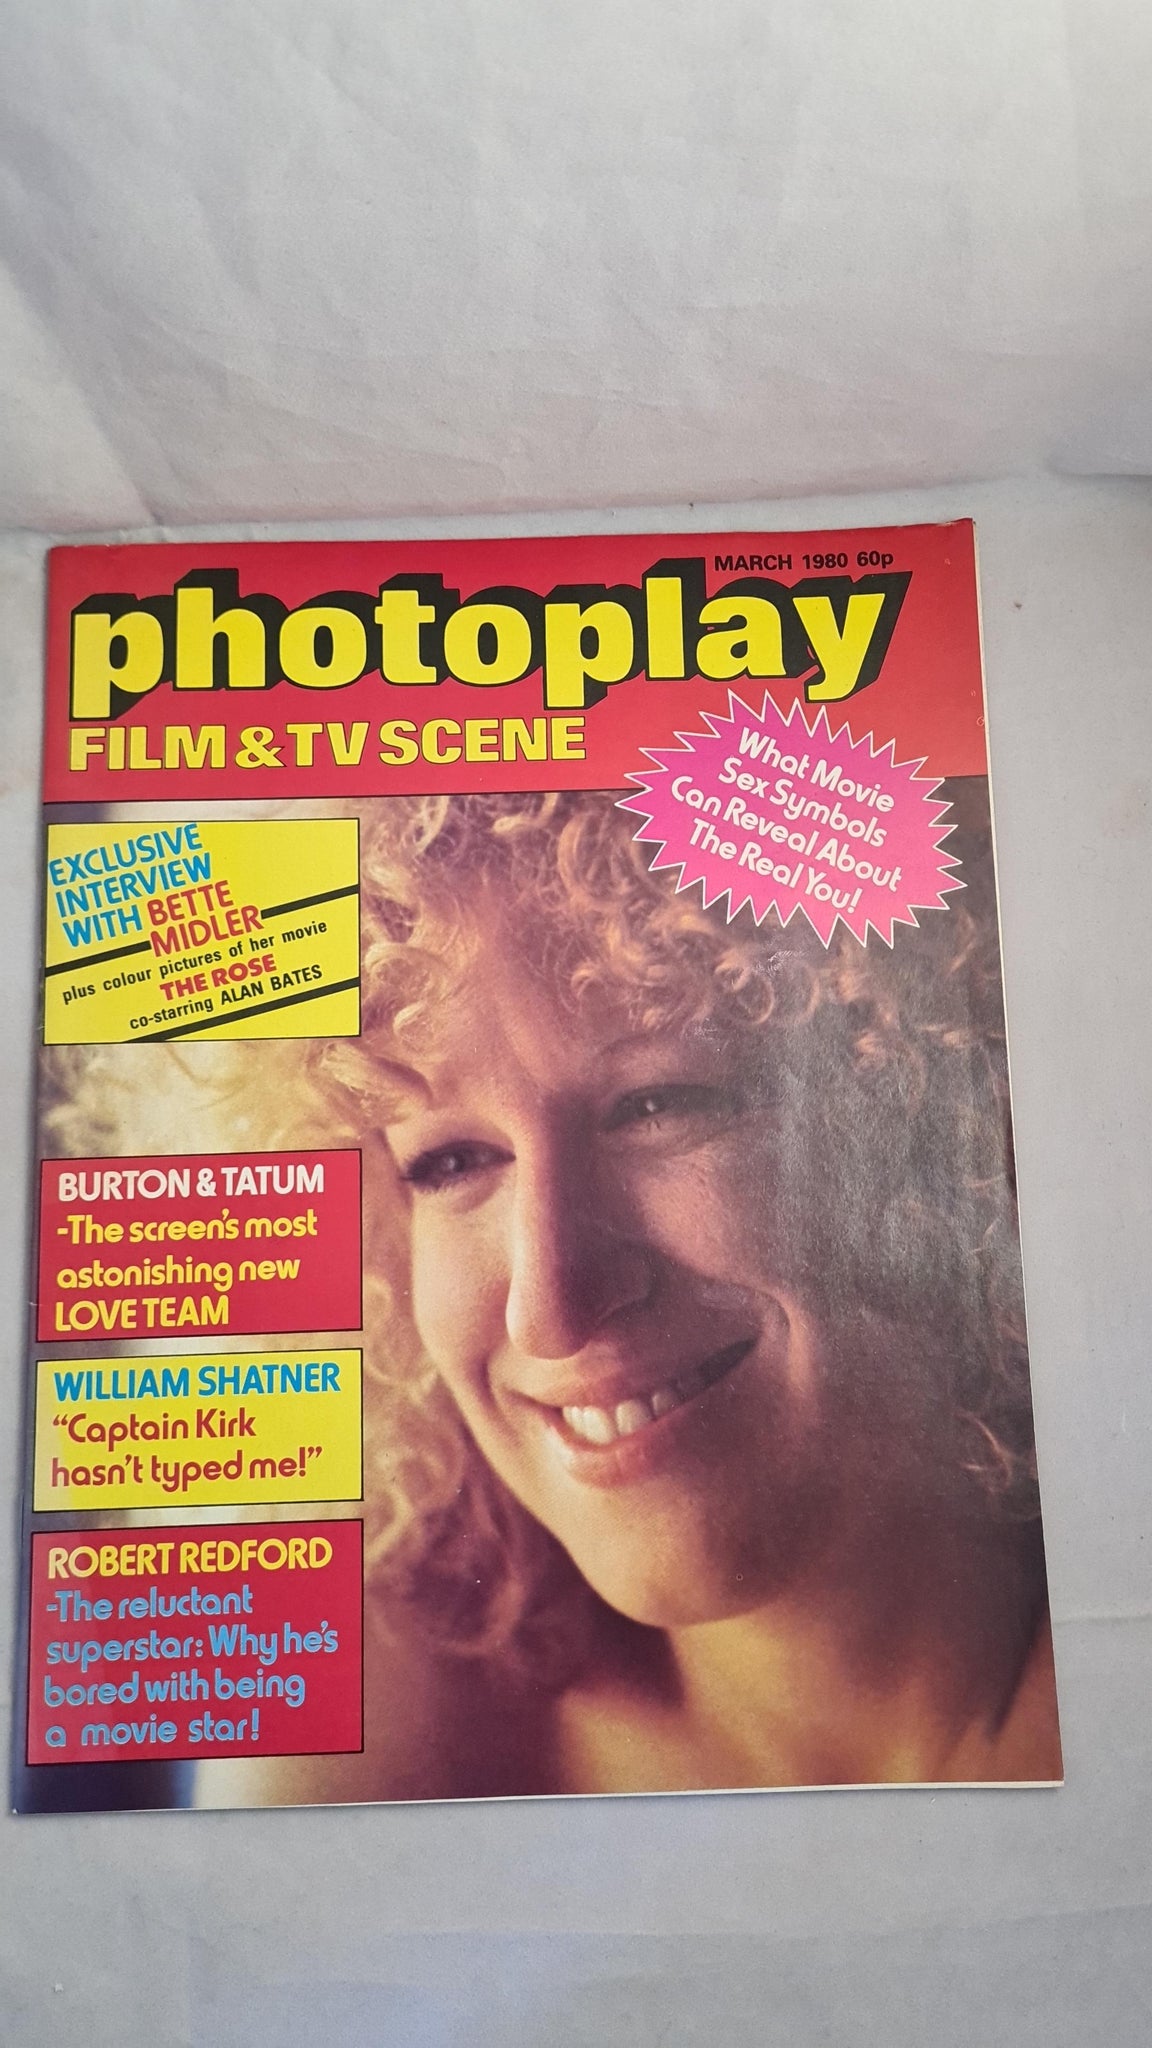 MARCH 1980 60p
photoplay
FILM & TV SCENE
What Movie
Sex Symbols
Can Reveal About
The Real You!
EXCLUSIVE
INTERVIEW
WITH BETTE
MIDLER
plus colour pictures of her movie
THE ROSE
co-starring ALAN BATES
BURTON & TATUM
-The screen's most
astonishing new
LOVE TEAM
WILLIAM SHATNER
“Captain Kirk
hasn't typed me!”
ROBERT REDFORD
-The reluctant
superstar: Why he's
bored with being
a movie star!